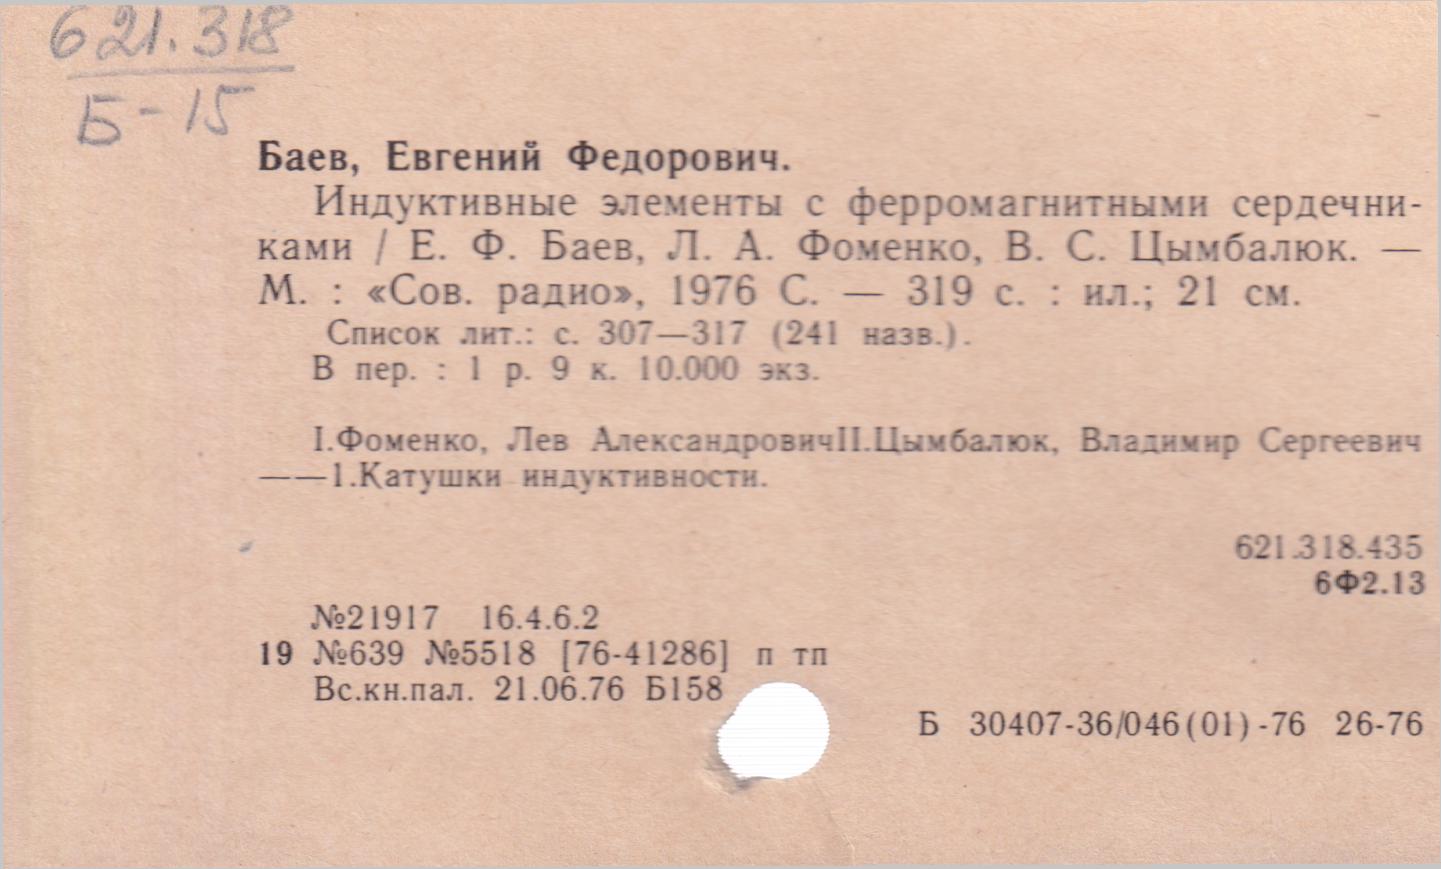 621.318
Б-15
Баев, Евгений Федорович.
Индуктивные элементы с ферромагнитными сердечни-
ками / Е. Ф. Баев, Л. А. Фоменко, В. С. Цымбалюк. —
М. : «Сов. радио», 1976 С. — 319 с. : ил.; 21 см.
Список лит.: с. 307—317 (241 назв.).
В пер. : 1 р. 9 к. 10.000 экз.
I.Фоменко, Лев АлександровичII.Цымбалюк, Владимир Сергеевич
——1.Катушки индуктивности.
621.318.435
6Ф2.13
№21917 16.4.6.2
19 №639 №5518 [76-41286] п тп
Вс.кн.пал. 21.06.76 Б158
Б 30407-36/046(01)-76 26-76